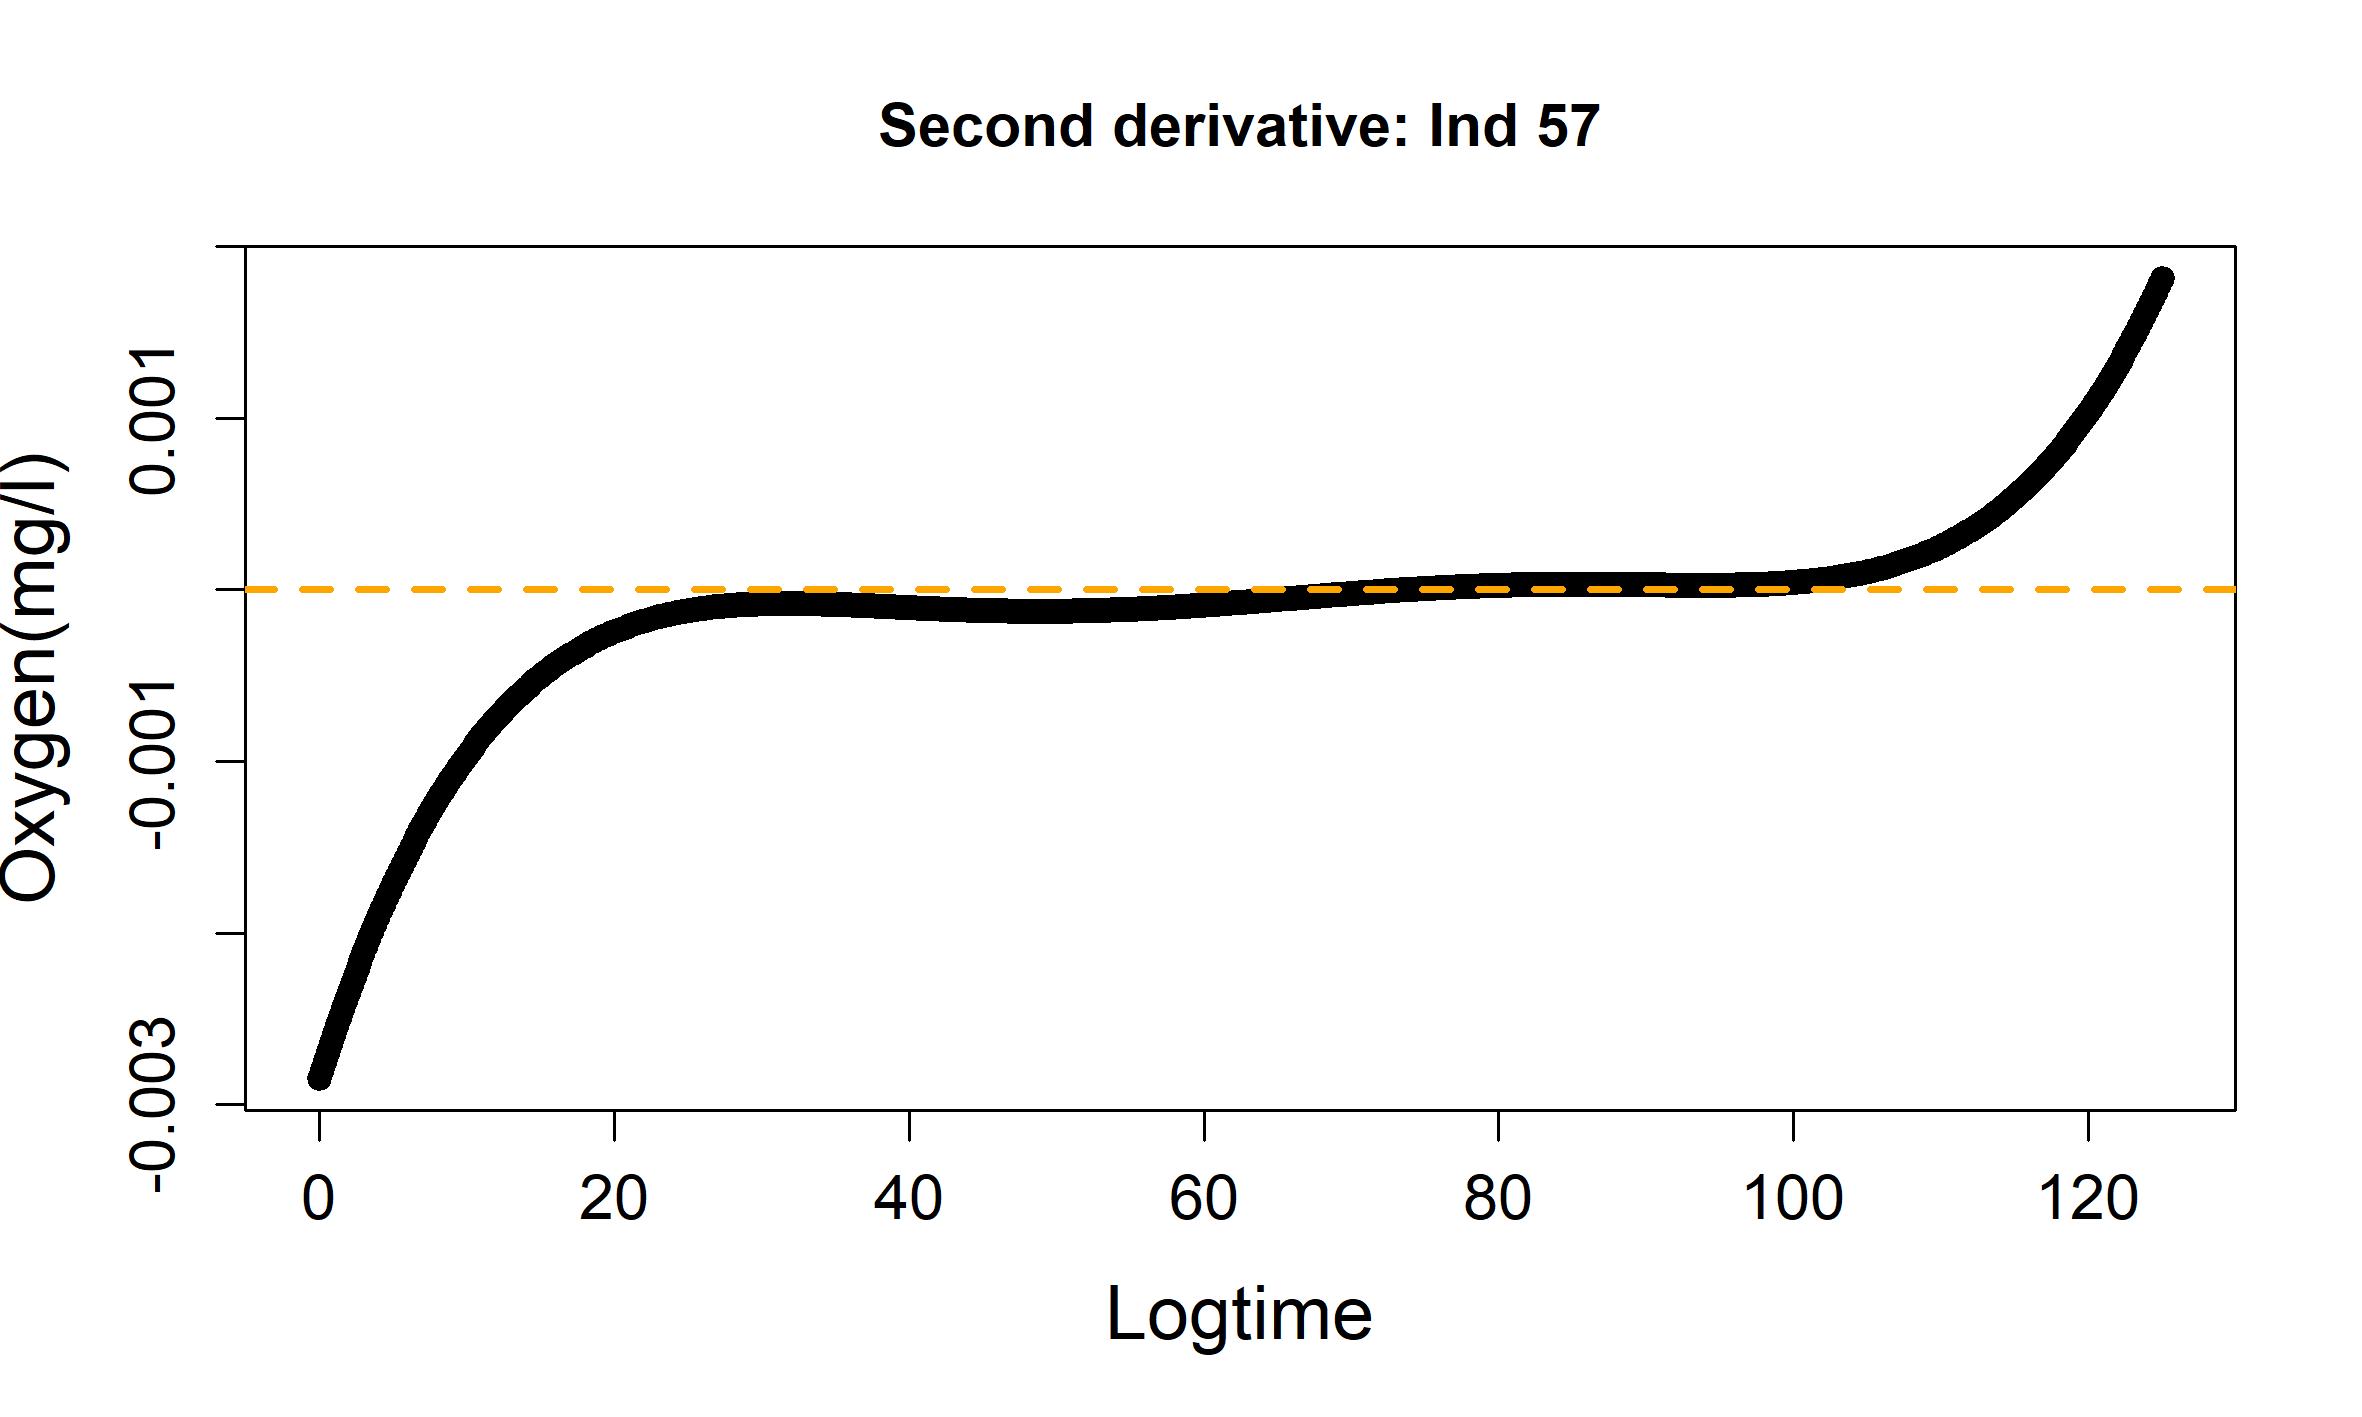 Second derivative: Ind 57
Oxygen(mg/l)
0.001
-0.001
-0.003
0 20 40 60 80 100 120
Logtime